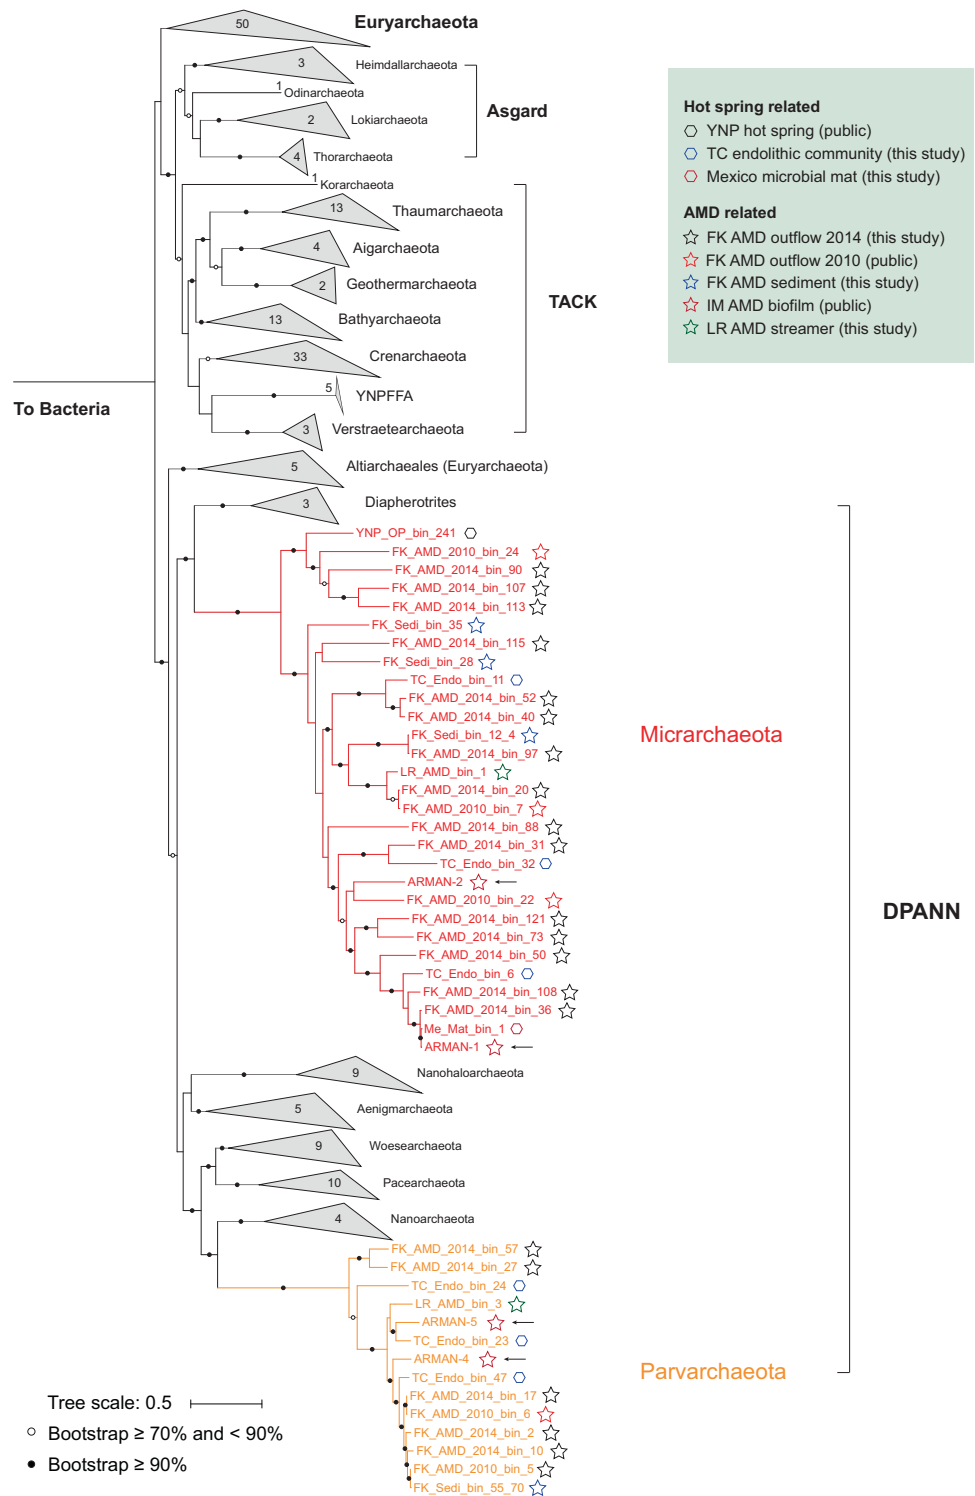 50
Euryarchaeota
3
Heimdallarchaeota
1
Odinarchaeota
Asgard
2
Lokiarchaeota
4
Thorarchaeota
1
Korarchaeota
13
Thaumarchaeota
4
Aigarchaeota
2
Geothermarchaeota
TACK
13
Bathyarchaeota
33
Crenarchaeota
5
YNPFFA
To Bacteria
3
Verstraetearchaeota
5
Altiarchaeales (Euryarchaeota)
3
Diapherotrites
Hot spring related
YNP hot spring (public)
TC endolithic community (this study)
Mexico microbial mat (this study)
AMD related
FK AMD outflow 2014 (this study)
FK AMD outflow 2010 (public)
FK AMD sediment (this study)
IM AMD biofilm (public)
LR AMD streamer (this study)
YNP_OP_bin_241
FK_AMD_2010_bin_24
FK_AMD_2014_bin_90
FK_AMD_2014_bin_107
FK_AMD_2014_bin_113
FK_Sedi_bin_35
FK_AMD_2014_bin_115
FK_Sedi_bin_28
TC_Endo_bin_11
FK_AMD_2014_bin_52
FK_AMD_2014_bin_40
FK_Sedi_bin_12_4
Micrarchaeota
FK_AMD_2014_bin_97
LR_AMD_bin_1
FK_AMD_2014_bin_20
FK_AMD_2010_bin_7
FK_AMD_2014_bin_88
FK_AMD_2014_bin_31
TC_Endo_bin_32
ARMAN-2
FK_AMD_2010_bin_22
DPANN
FK_AMD_2014_bin_121
FK_AMD_2014_bin_73
FK_AMD_2014_bin_50
TC_Endo_bin_6
FK_AMD_2014_bin_108
FK_AMD_2014_bin_36
Me_Mat_bin_1
ARMAN-1
9
Nanohaloarchaeota
5
Aenigmarchaeota
9
Woesearchaeota
10
Pacearchaeota
4
Nanoarchaeota
FK_AMD_2014_bin_57
FK_AMD_2014_bin_27
TC_Endo_bin_24
LR_AMD_bin_3
ARMAN-5
TC_Endo_bin_23
ARMAN-4
Parvarchaeota
TC_Endo_bin_47
FK_AMD_2014_bin_17
FK_AMD_2010_bin_6
FK_AMD_2014_bin_2
FK_AMD_2014_bin_10
FK_AMD_2010_bin_5
FK_Sedi_bin_55_70
Tree scale: 0.5
Bootstrap ≥ 70% and < 90%
Bootstrap ≥ 90%